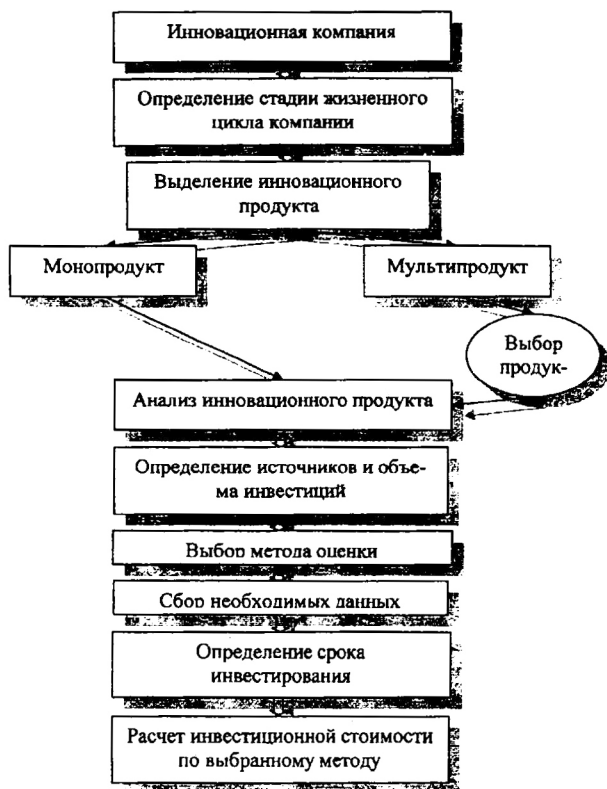 Инновационная компания
Определение стадии жизненного
цикла компании
Выделение инновационного
продукта
Монопродукт
Мультипродукт
Выбор
продук-
Анализ инновационного продукта
Определение источников и объе-
ма инвестиций
Выбор метода оценки
Сбор необходимых данных
Определение срока
инвестирования
Расчет инвестиционной стоимости
по выбранному методу